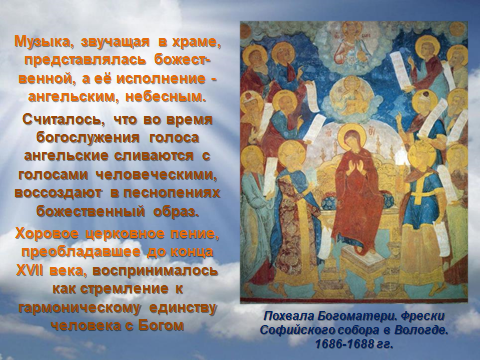 Музыка, звучащая в храме,
представлялась божест-
венной, а её исполнение -
ангельским, небесным.
Считалось, что во время
богослужения голоса
ангельские сливаются с
голосами человеческими,
воссоздают в песнопениях
божественный образ.
Хоровое церковное пение,
преобладавшее до конца
XVII века, воспринималось
как стремление к
гармоническому единству
человека с Богом
Похвала Богоматери. Фрески
Софийского собора в Вологде.
1686-1688 гг.